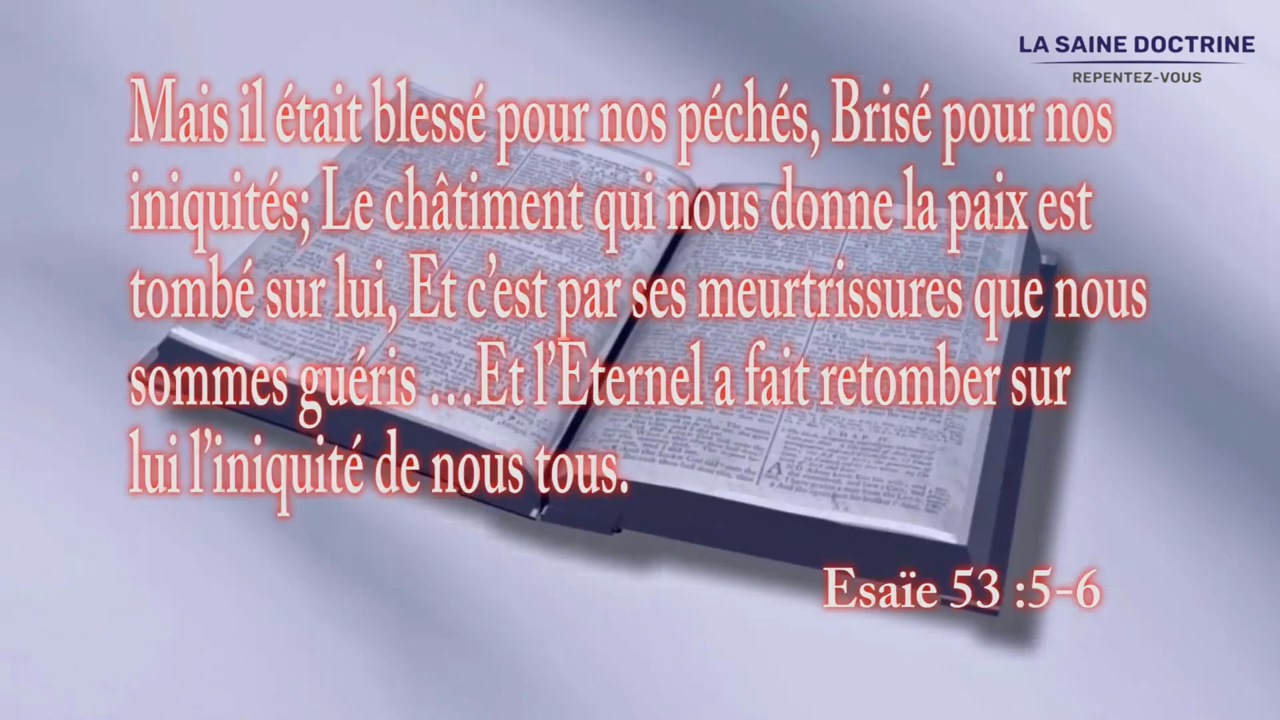 LA SAINE DOCTRINE
REPENTEZ-VOUS
Mais il était blessé pour nos péchés, Brisé pour nos
iniquités; Le châtiment qui nous donne la paix est
tombé sur lui, Et c’est par ses meurtrissures que nous
sommes guéris …Et l’Eternel a fait retomber sur
lui l’iniquité de nous tous.
Esaïe 53 :5-6